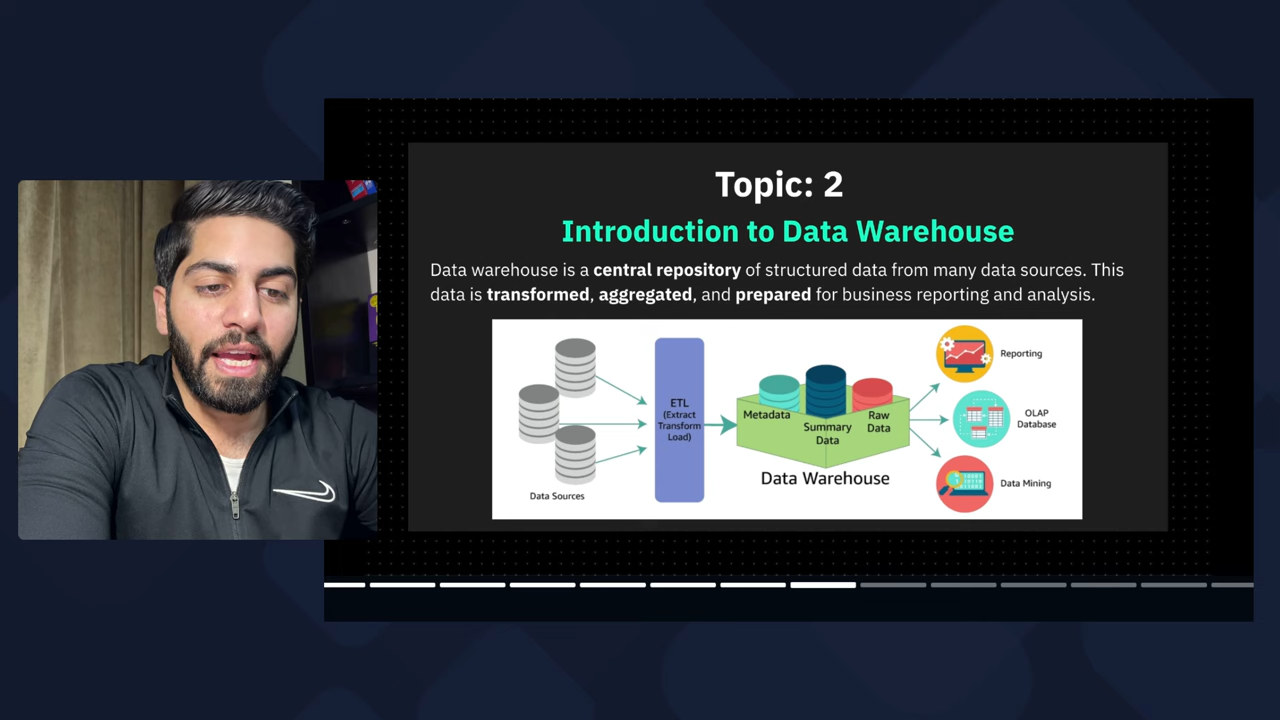 Topic: 2
Introduction to Data Warehouse
Data warehouse is a central repository of structured data from many data sources. This
data is transformed, aggregated, and prepared for business reporting and analysis.
Data Sources
ETL
(Extract
Transform
Load)
Metadata
Summary
Data
Raw
Data
Data Warehouse
Reporting
OLAP
Database
Data Mining